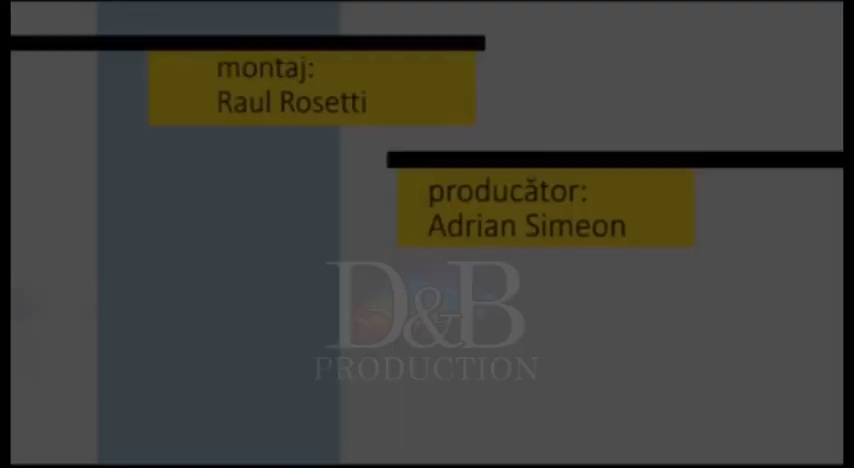 montaj:
Raul Rosetti
producător:
Adrian Simeon
D&B
PRODUCTION